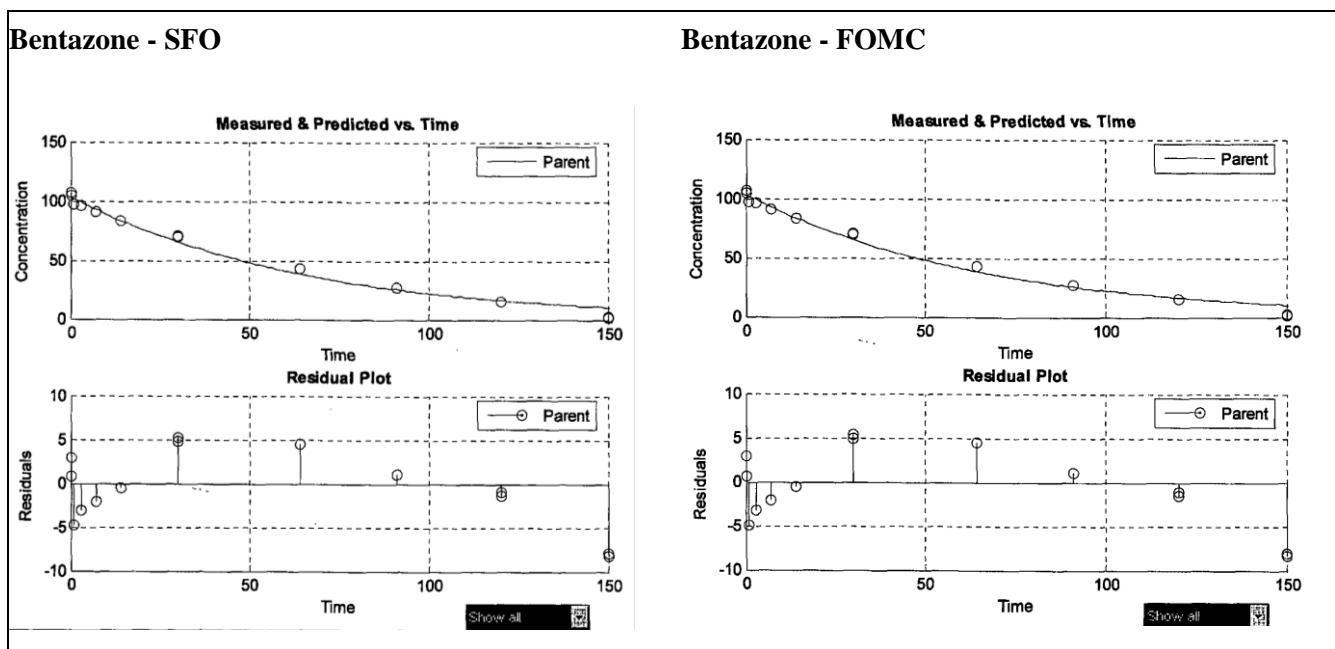 Bentazone - SFO
Bentazone - FOMC
Measured & Predicted vs. Time
150
100
50
0
Concentration
Parent
0 50 100 150
Time
Residual Plot
10
5
0
-5
-10
Residuals
Parent
0 50 100 150
Time
Show all
Measured & Predicted vs. Time
150
100
50
0
Concentration
Parent
0 50 100 150
Time
Residual Plot
10
5
0
-5
-10
Residuals
Parent
0 50 100 150
Time
Show all